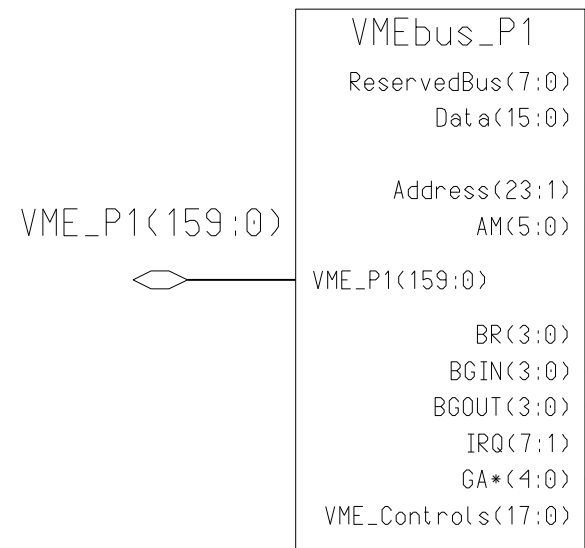 VMEbus_P1
ReservedBus(7:0)
Data(15:0)
Address(23:1)
VME_P1(159:0)
AM(5:0)
VME_P1(159:0)
BR(3:0)
BGIN(3:0)
BGOUT(3:0)
IRQ(7:1)
GA*(4:0)
VME_Controls(17:0)